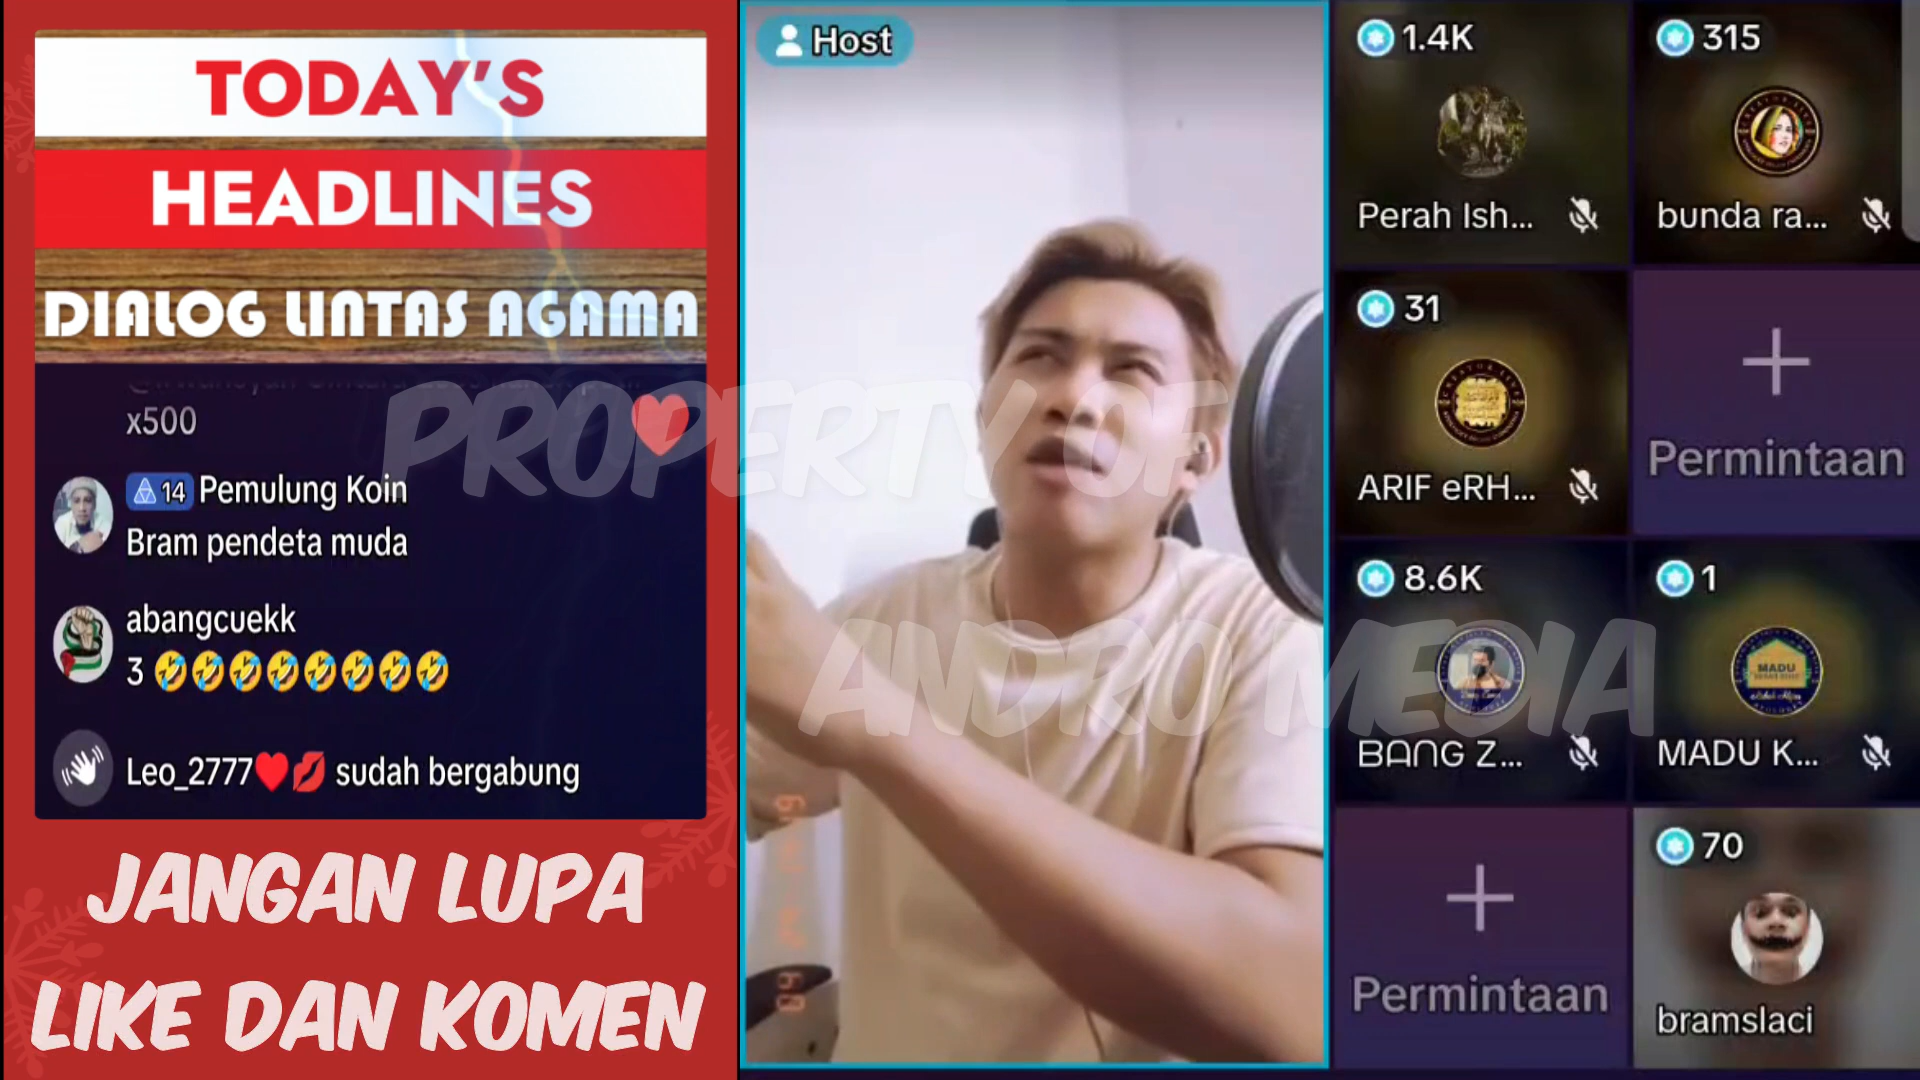 TODAY'S
HEADLINES
DIALOG LINTAS AGAMA
x500
14 Pemulung Koin
Bram pendeta muda
abangcuekk
3 🤣🤣🤣🤣🤣🤣🤣🤣
Leo_2777❤️💋 sudah bergabung
JANGAN LUPA
LIKE DAN KOMEN
Host
PROPERTY OF
ANDRO MEDIA
1.4K
Perah Ish...
315
bunda ra...
31
ARIF eRH...
Permintaan
8.6K
BANG Z...
1
MADU
MADU K...
Permintaan
70
bramslaci